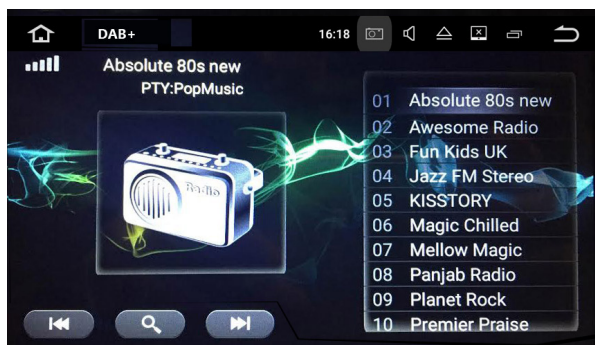 DAB+
16:18
Absolute 80s new
PTY:PopMusic
Radio
01 Absolute 80s new
02 Awesome Radio
03 Fun Kids UK
04 Jazz FM Stereo
05 KISSTORY
06 Magic Chilled
07 Mellow Magic
08 Panjab Radio
09 Planet Rock
10 Premier Praise